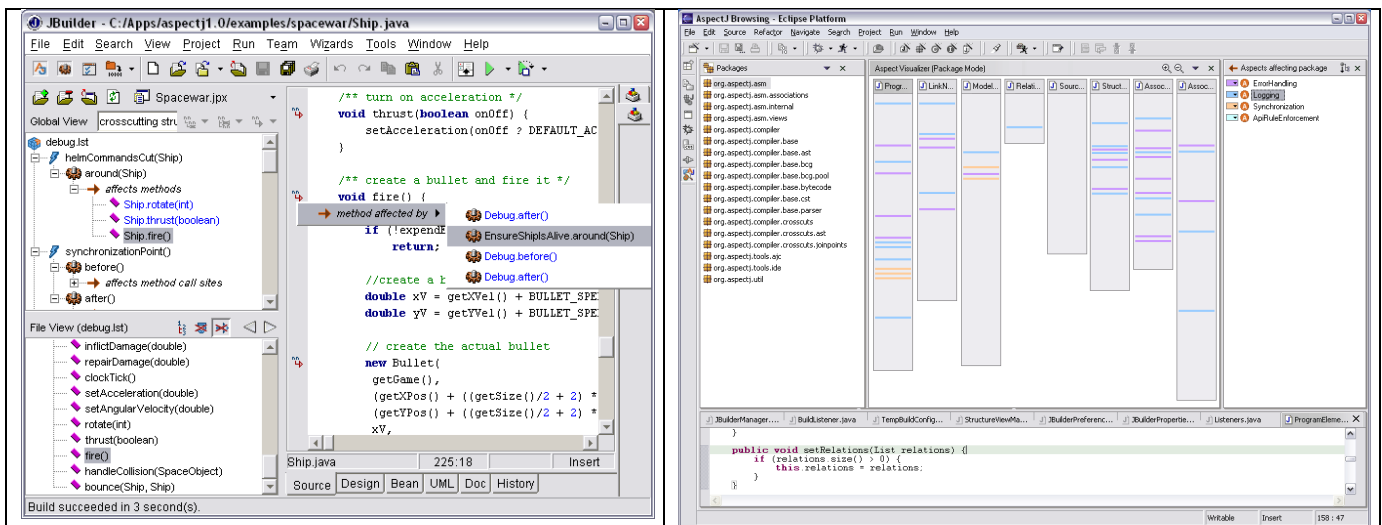 JBuilder - C:/Apps/aspectj1.0/examples/spacewar/Ship.java
File Edit Search View Project Run Team Wizards Tools Window Help
Spacewar.jpx
Global View crosscutting stru
debug.lst
helmCommandsCut(Ship)
around(Ship)
affects methods
Ship.rotate(int)
Ship.thrust(boolean)
Ship.fire()
synchronizationPoint()
before()
affects method call sites
after()
File View (debug.lst)
inflictDamage(double)
repairDamage(double)
clockTick()
setAcceleration(double)
setAngularVelocity(double)
rotate(int)
thrust(boolean)
fire()
handleCollision(SpaceObject)
bounce(Ship, Ship)
/** turn on acceleration */
void thrust(boolean onOff) {
setAcceleration(onOff ? DEFAULT_AC
}
/** create a bullet and fire it */
void fire() {
method affected by
Debug.after()
EnsureShipIsAlive.around(Ship)
Debug.before()
Debug.after()
if (!expendE
return;
//create a b
double xV = getXVel() + BULLET_SPE
double yV = getYVel() + BULLET_SPE
// create the actual bullet
new Bullet(
getGame(),
(getXPos() + ((getSize()/2 + 2) *
(getYPos() + ((getSize()/2 + 2) *
xV,
Ship.java 225:18 Insert
Source Design Bean UML Doc History
Build succeeded in 3 second(s).
AspectJ Browsing - Eclipse Platform
File Edit Source Refactor Navigate Search Project Run Window Help
Packages
org.aspectj.asm
org.aspectj.asm.associations
org.aspectj.asm.internal
org.aspectj.asm.views
org.aspectj.compiler
org.aspectj.compiler.base
org.aspectj.compiler.base.ast
org.aspectj.compiler.base.bcg
org.aspectj.compiler.base.bcg.pool
org.aspectj.compiler.base.bytecode
org.aspectj.compiler.base.cst
org.aspectj.compiler.base.parser
org.aspectj.compiler.crosscuts
org.aspectj.compiler.crosscuts.ast
org.aspectj.compiler.crosscuts.joinpoints
org.aspectj.tools.ajc
org.aspectj.tools.ide
org.aspectj.util
Aspect Visualizer (Package Mode)
Progr... LinkN... Model... Relati... Sourc... Struct... Assoc... Assoc...
Aspects affecting package
ErrorHandling
Logging
Synchronization
ApiRuleEnforcement
JBuilderManager.... BuildListener.java TempBuildConfig... StructureViewMa... JBuilderPreferenc... JBuilderPropertie... Listeners.java ProgramEleme...
}
public void setRelations(List relations) {
if (relations.size() > 0) {
this.relations = relations;
}
}
Writable Insert 158 : 47